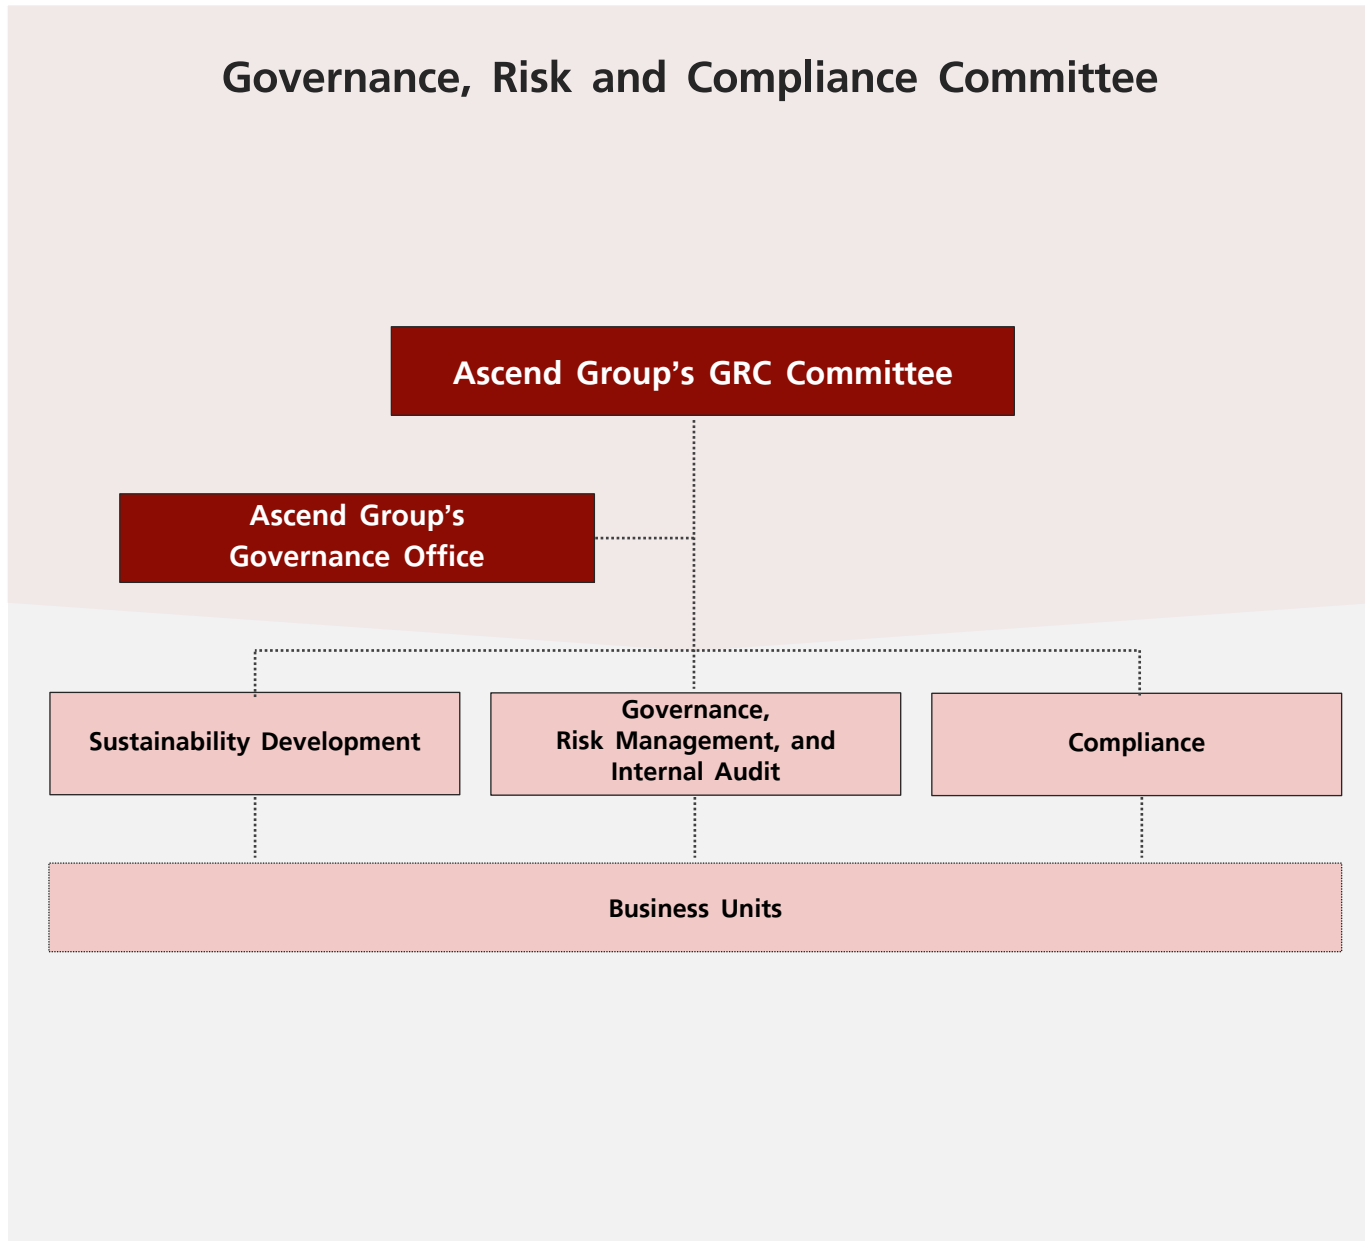 Governance, Risk and Compliance Committee
Ascend Group’s GRC Committee
Ascend Group’s
Governance Office
Sustainability Development
Governance,
Risk Management, and
Internal Audit
Compliance
Business Units